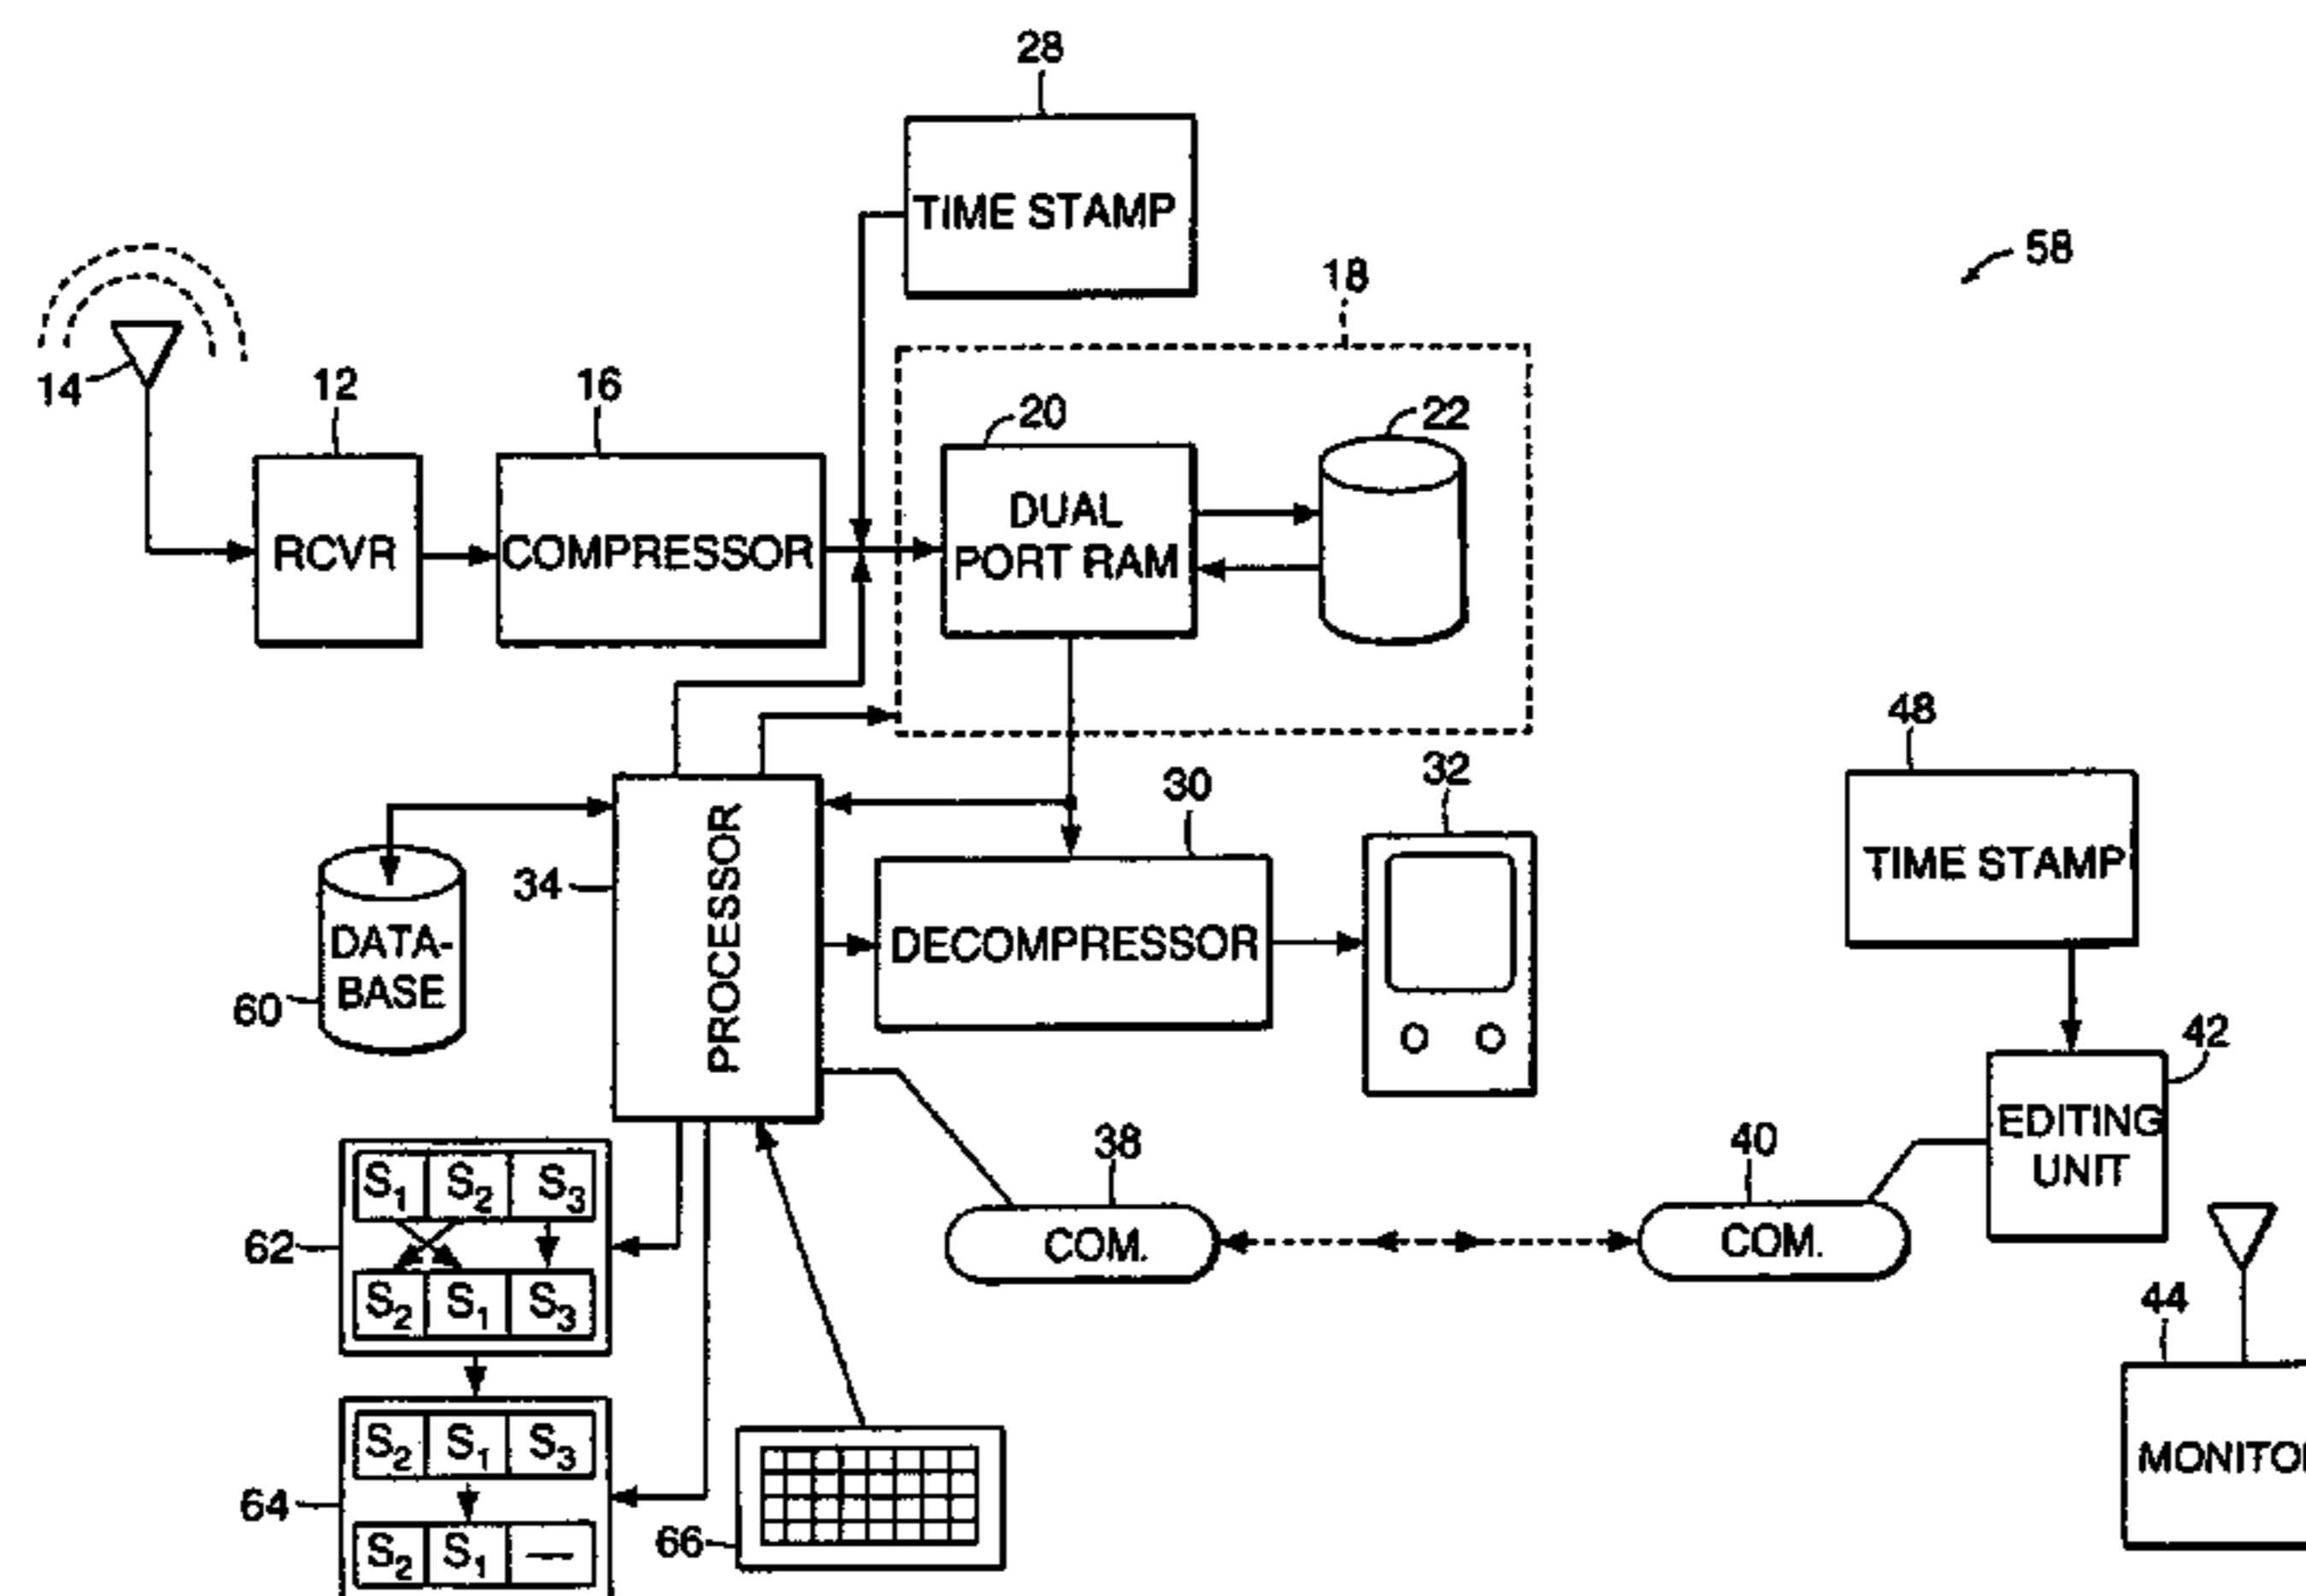 28
TIME STAMP
58
18
14
12
16
20
22
RCVR
COMPRESSOR
DUAL
PORT RAM
48
TIME STAMP
30
32
34
PROCESSOR
DATA-
BASE
60
DECOMPRESSOR
42
EDITING
UNIT
38
COM.
40
COM.
62
S1 S2 S3
S2 S1 S3
44
MONITOR
64
S2 S1 S3
S2 S1 —
66